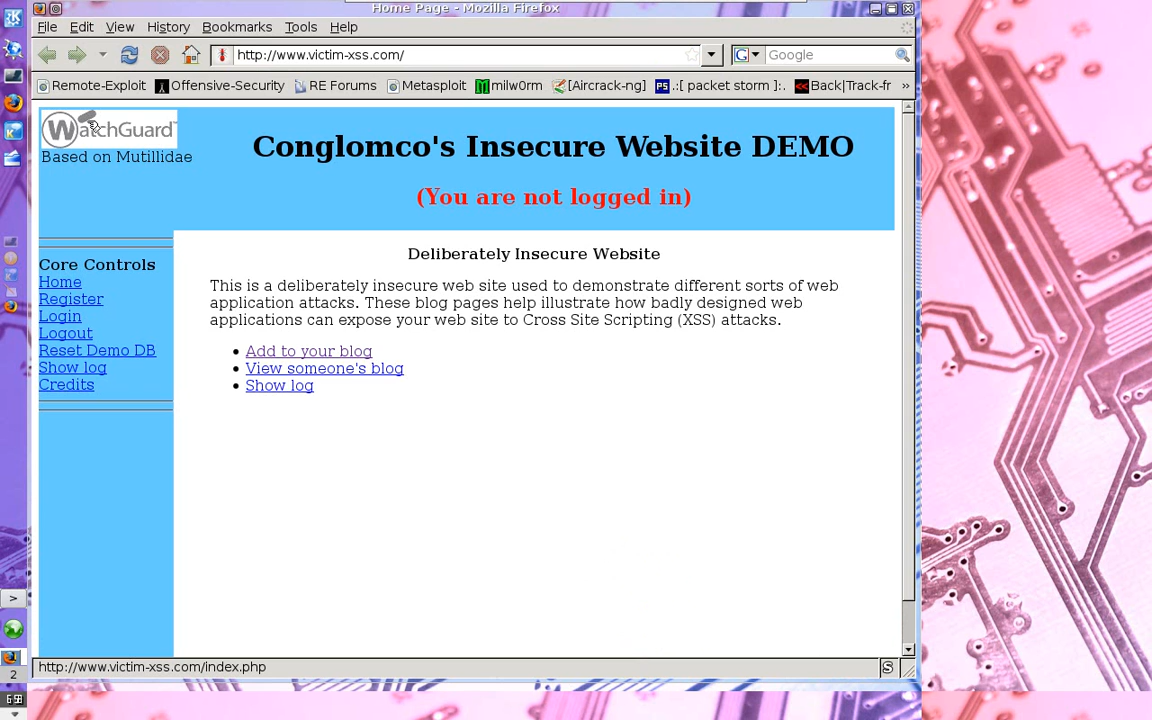 Home Page - Mozilla Firefox
File Edit View History Bookmarks Tools Help
http://www.victim-xss.com/
G Google
Remote-Exploit Offensive-Security RE Forums Metasploit milw0rm [Aircrack-ng] PS .:[ packet storm ]:. Back|Track-fr »
WatchGuard
Based on Mutillidae
Conglomco's Insecure Website DEMO
(You are not logged in)
Core Controls
Home
Register
Login
Logout
Reset Demo DB
Show log
Credits
Deliberately Insecure Website
This is a deliberately insecure web site used to demonstrate different sorts of web
application attacks. These blog pages help illustrate how badly designed web
applications can expose your web site to Cross Site Scripting (XSS) attacks.
• Add to your blog
• View someone's blog
• Show log
http://www.victim-xss.com/index.php
S
>
2